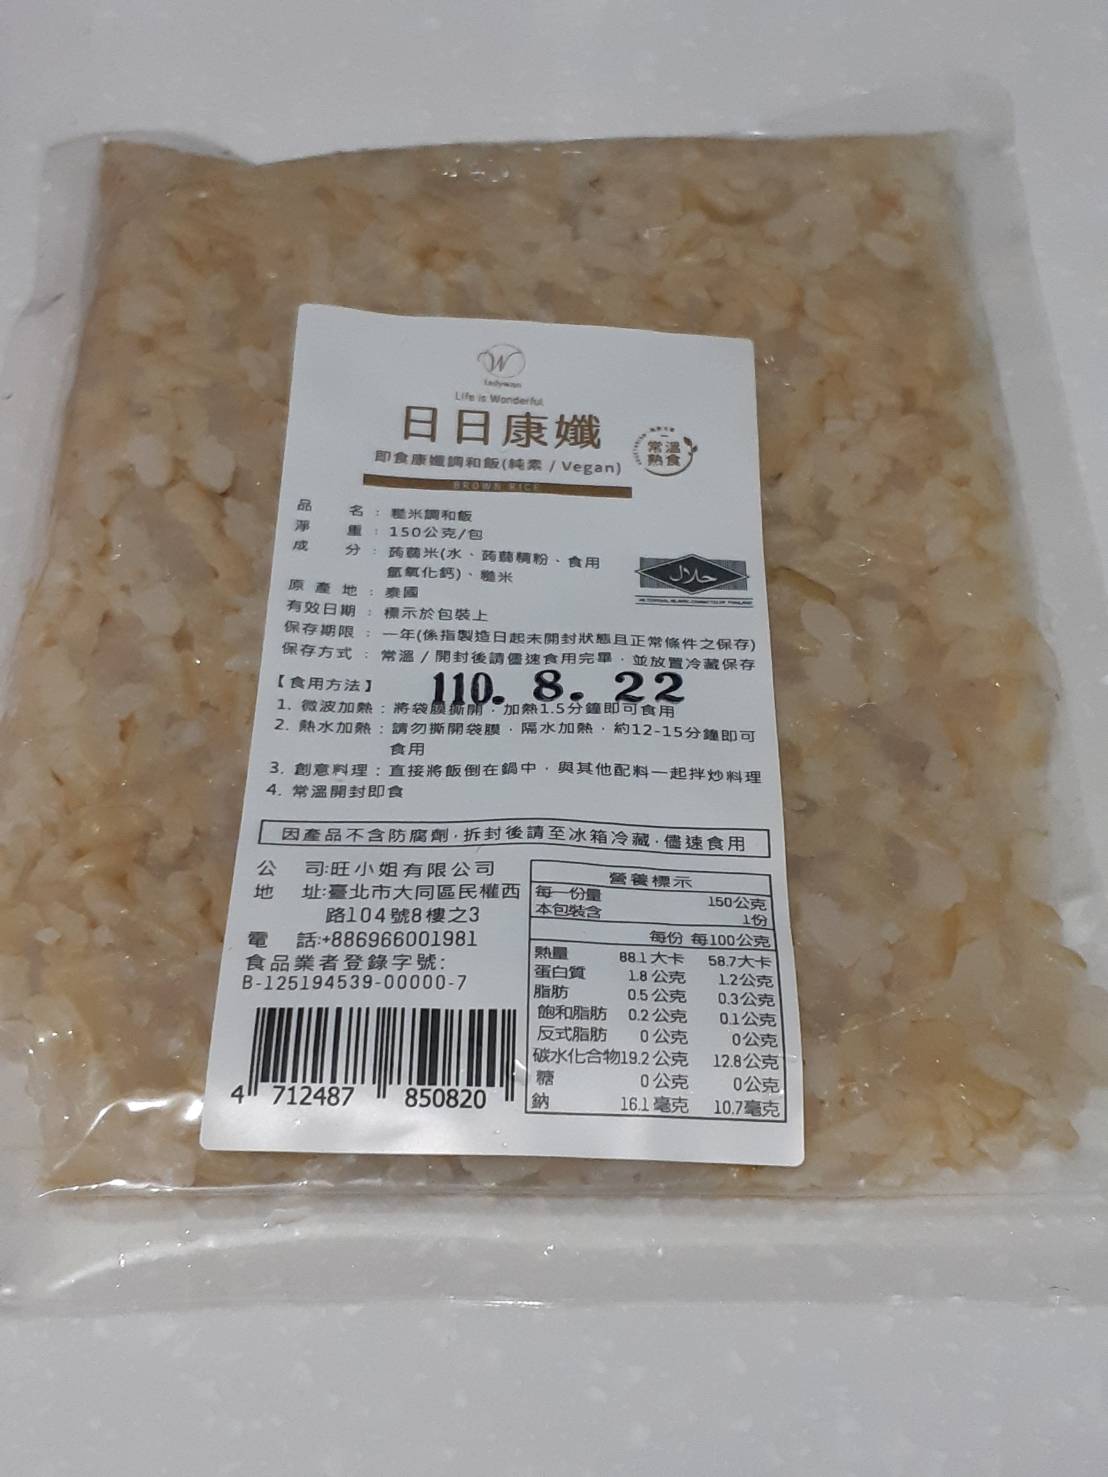 W
ladywan
Life is Wonderful
日日康孅
常溫
熟食
即食康孅調和飯(純素 / Vegan)
BROWN RICE
品 名 : 糙米調和飯
淨 重 : 150公克/包
成 分 : 蒟蒻米(水、蒟蒻精粉、食用
氫氧化鈣)、糙米
حلال
原 產 地 : 泰國
有效日期 : 標示於包裝上
保存期限 : 一年(係指製造日起未開封狀態且正常條件之保存)
保存方式 : 常溫 / 開封後請儘速食用完畢,並放置冷藏保存
110. 8. 22
【食用方法】
1. 微波加熱 : 將袋膜撕開,加熱1.5分鐘即可食用
2. 熱水加熱 : 請勿撕開袋膜,隔水加熱,約12-15分鐘即可
食用
3. 創意料理 : 直接將飯倒在鍋中,與其他配料一起拌炒料理
4. 常溫開封即食
因產品不含防腐劑,拆封後請至冰箱冷藏,儘速食用
公 司:旺小姐有限公司
地 址:臺北市大同區民權西
路104號8樓之3
電 話:+886966001981
食品業者登錄字號:
B-125194539-00000-7
4 712487 850820
營養標示
每一份量 150公克
本包裝含 1份
每份 每100公克
熱量 88.1大卡 58.7大卡
蛋白質 1.8公克 1.2公克
脂肪 0.5公克 0.3公克
飽和脂肪 0.2公克 0.1公克
反式脂肪 0公克 0公克
碳水化合物 19.2公克 12.8公克
糖 0公克 0公克
鈉 16.1毫克 10.7毫克